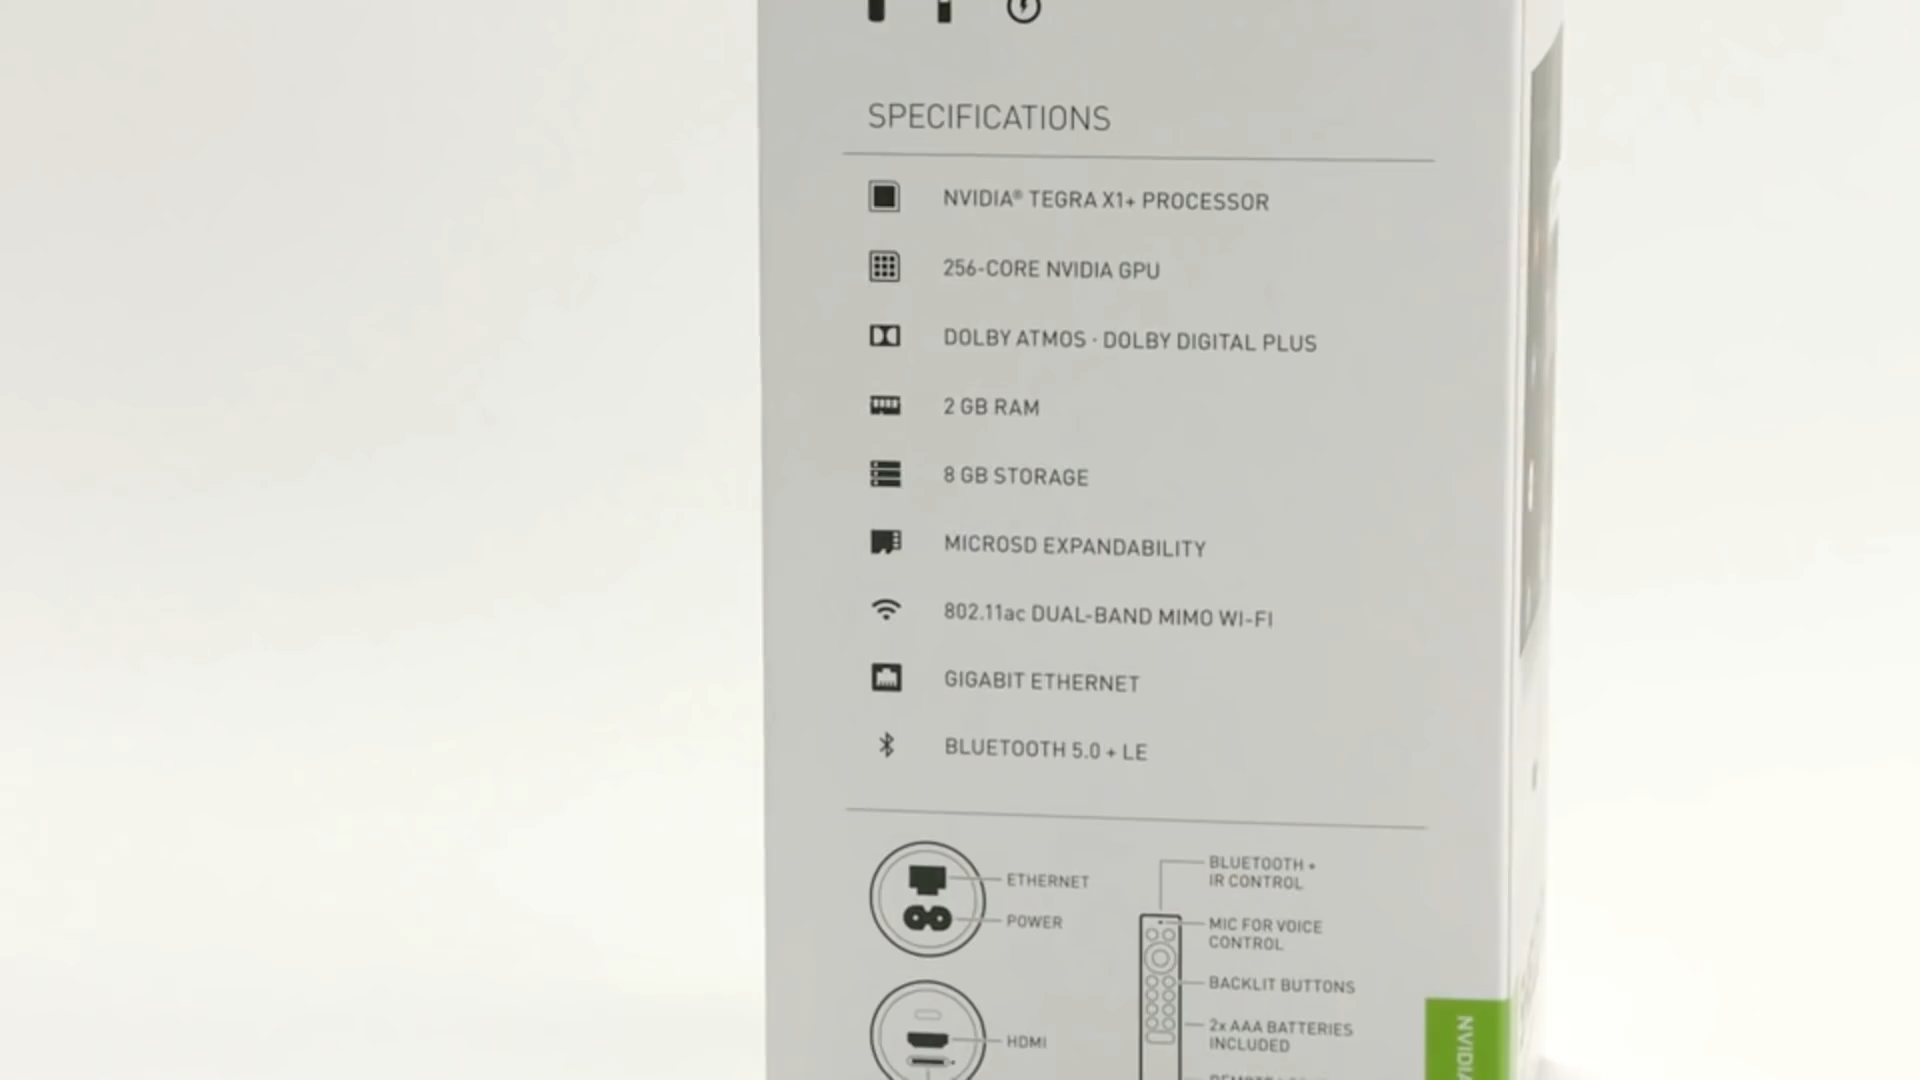 SPECIFICATIONS
NVIDIA® TEGRA X1+ PROCESSOR
256-CORE NVIDIA GPU
DOLBY ATMOS · DOLBY DIGITAL PLUS
2 GB RAM
8 GB STORAGE
MICROSD EXPANDABILITY
802.11ac DUAL-BAND MIMO WI-FI
GIGABIT ETHERNET
BLUETOOTH 5.0 + LE
ETHERNET
POWER
HDMI
BLUETOOTH +
IR CONTROL
MIC FOR VOICE
CONTROL
BACKLIT BUTTONS
2x AAA BATTERIES
INCLUDED
NVIDIA